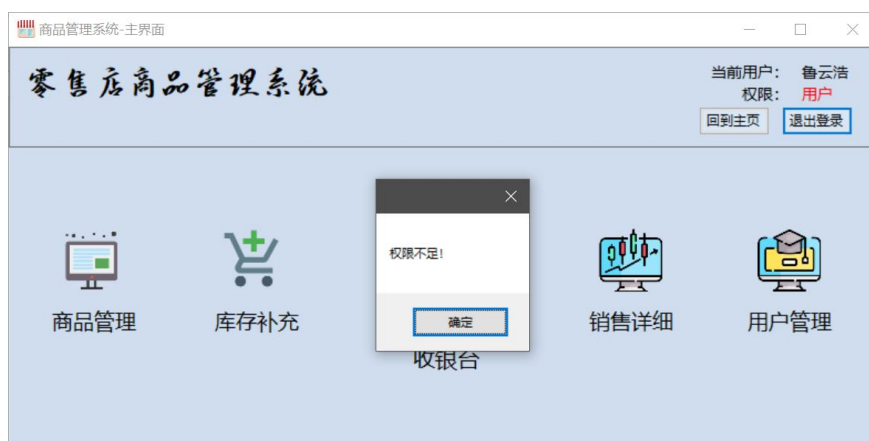 商品管理系统-主界面
零售店商品管理系统
当前用户: 鲁云浩
权限: 用户
回到主页 退出登录
权限不足!
确定
商品管理 库存补充 收银台 销售详细 用户管理